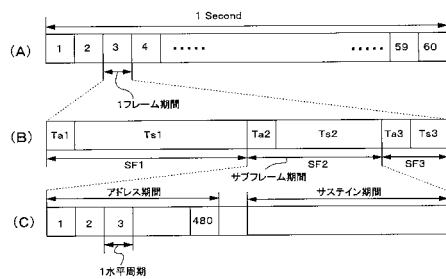 1 Second
(A) 1 2 3 4 ・・・・・ ・・・・・ 59 60
1フレーム期間
(B) Ta1 Ts1 Ta2 Ts2 Ta3 Ts3
SF1 SF2 SF3
サブフレーム期間
アドレス期間 サステイン期間
(C) 1 2 3 480
1水平周期